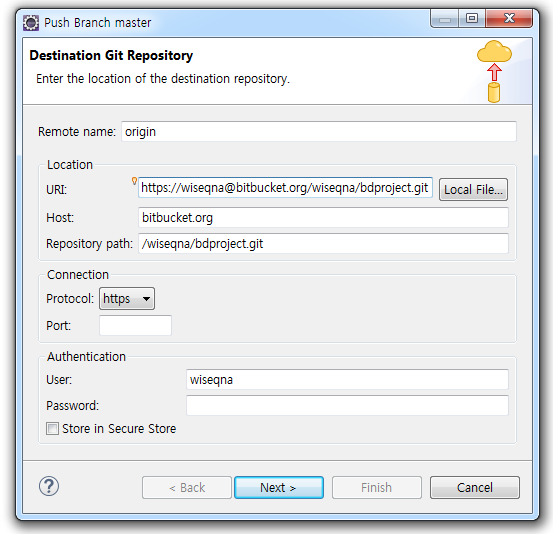 Push Branch master
Destination Git Repository
Enter the location of the destination repository.
Remote name: origin
Location
URI: https://wiseqna@bitbucket.org/wiseqna/bdproject.git Local File...
Host: bitbucket.org
Repository path: /wiseqna/bdproject.git
Connection
Protocol: https
Port:
Authentication
User: wiseqna
Password:
Store in Secure Store
? < Back Next > Finish Cancel